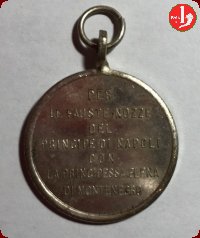 PER
LE FAUSTE NOZZE
DEL
PRINCIPE DI NAPOLI
CON
LA PRINCIPESSA ELENA
DI MONTENEGRO